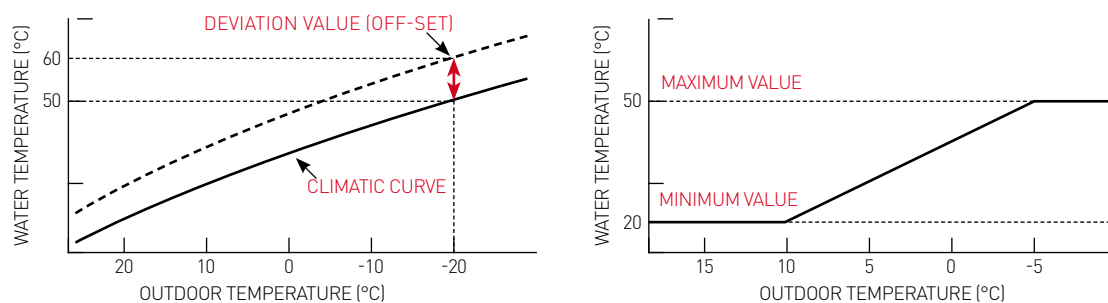 DEVIATION VALUE (OFF-SET)
WATER TEMPERATURE (°C)
60
50
CLIMATIC CURVE
20 10 0 -10 -20
OUTDOOR TEMPERATURE (°C)
WATER TEMPERATURE (°C)
MAXIMUM VALUE
50
MINIMUM VALUE
20
15 10 5 0 -5
OUTDOOR TEMPERATURE (°C)